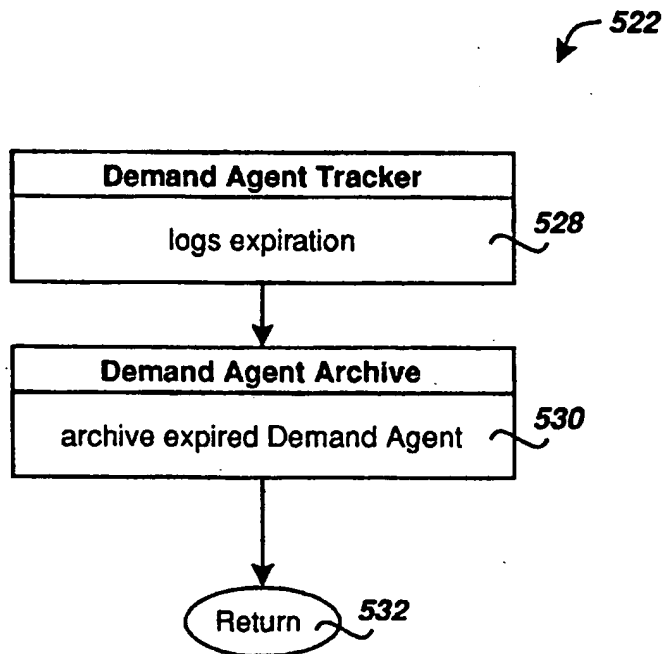 522
Demand Agent Tracker
logs expiration
528
Demand Agent Archive
archive expired Demand Agent
530
Return
532